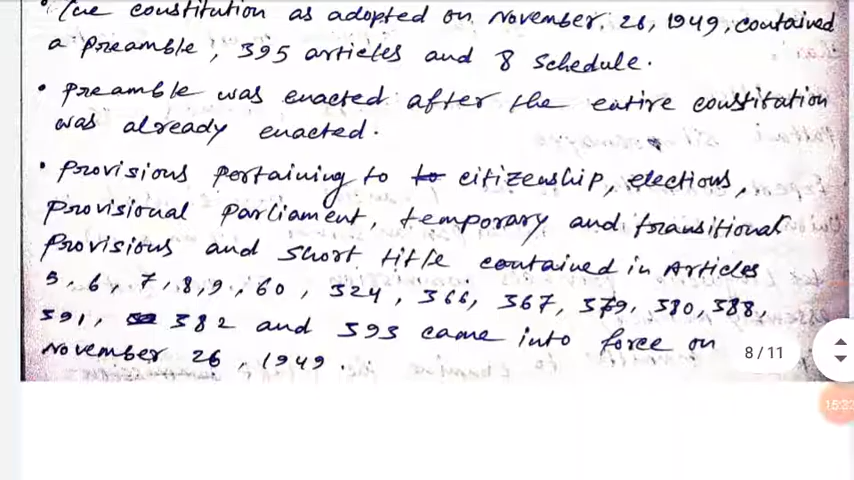 • The constitution as adopted on November, 26, 1949, contained
a Preamble, 395 articles and 8 Schedule.
• Preamble was enacted after the entire constitution
was already enacted.
• Provisions pertaining to to citizenship, elections,
Provisional Parliament, temporary and transitional
Provisions and short title contained in Articles
5, 6, 7, 8, 9, 60, 324, 366, 367, 379, 380, 388,
391, 382 and 393 came into force on
November 26, 1949.
8 / 11